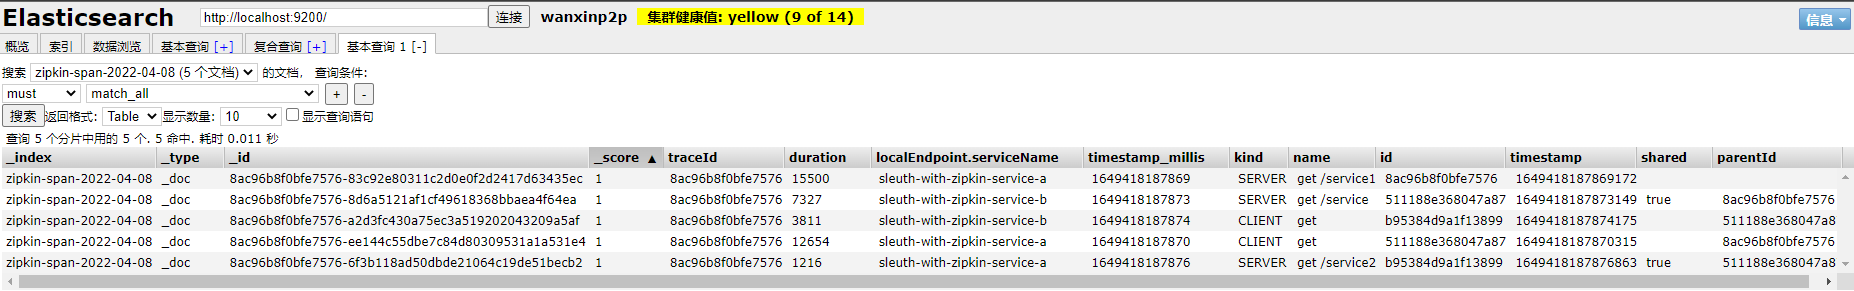 Elasticsearch http://localhost:9200/ 连接 wanxinp2p 集群健康值: yellow (9 of 14) 信息
概览 索引 数据浏览 基本查询 [+] 复合查询 [+] 基本查询 1 [-]
搜索 zipkin-span-2022-04-08 (5 个文档) 的文档， 查询条件:
must match_all + -
搜索 返回格式: Table 显示数量: 10 显示查询语句
查询 5 个分片中用的 5 个. 5 命中. 耗时 0.011 秒
_index _type _id _score ▲ traceId duration localEndpoint.serviceName timestamp_millis kind name id timestamp shared parentId
zipkin-span-2022-04-08 _doc 8ac96b8f0bfe7576-83c92e80311c2d0e0f2d2417d63435ec 1 8ac96b8f0bfe7576 15500 sleuth-with-zipkin-service-a 1649418187869 SERVER get /service1 8ac96b8f0bfe7576 1649418187869172
zipkin-span-2022-04-08 _doc 8ac96b8f0bfe7576-8d6a5121af1cf49618368bbaea4f64ea 1 8ac96b8f0bfe7576 7327 sleuth-with-zipkin-service-b 1649418187873 SERVER get /service 511188e368047a87 1649418187873149 true 8ac96b8f0bfe7576
zipkin-span-2022-04-08 _doc 8ac96b8f0bfe7576-a2d3fc430a75ec3a519202043209a5af 1 8ac96b8f0bfe7576 3811 sleuth-with-zipkin-service-b 1649418187874 CLIENT get b95384d9a1f13899 1649418187874175 511188e368047a8
zipkin-span-2022-04-08 _doc 8ac96b8f0bfe7576-ee144c55dbe7c84d80309531a1a531e4 1 8ac96b8f0bfe7576 12654 sleuth-with-zipkin-service-a 1649418187870 CLIENT get 511188e368047a87 1649418187870315 8ac96b8f0bfe7576
zipkin-span-2022-04-08 _doc 8ac96b8f0bfe7576-6f3b118ad50dbde21064c19de51becb2 1 8ac96b8f0bfe7576 1216 sleuth-with-zipkin-service-a 1649418187876 SERVER get /service2 b95384d9a1f13899 1649418187876863 true 511188e368047a8